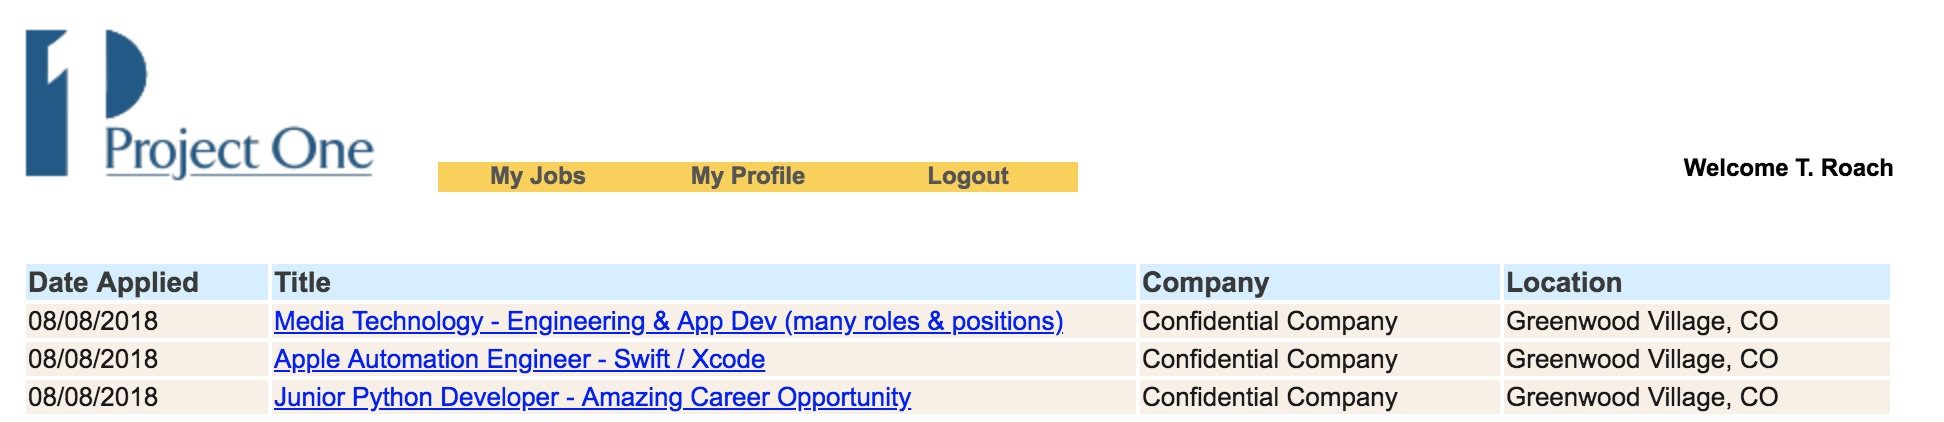 Project One
My Jobs My Profile Logout
Welcome T. Roach
Date Applied Title Company Location
08/08/2018 Media Technology - Engineering & App Dev (many roles & positions) Confidential Company Greenwood Village, CO
08/08/2018 Apple Automation Engineer - Swift / Xcode Confidential Company Greenwood Village, CO
08/08/2018 Junior Python Developer - Amazing Career Opportunity Confidential Company Greenwood Village, CO